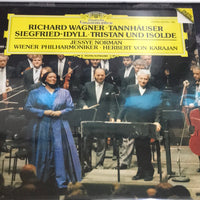 RICHARD WAGNER·TANNHÄUSER
SIEGFRIED-IDYLL·TRISTAN UND ISOLDE
JESSYE NORMAN
WIENER PHILHARMONIKER·HERBERT VON KARAJAN